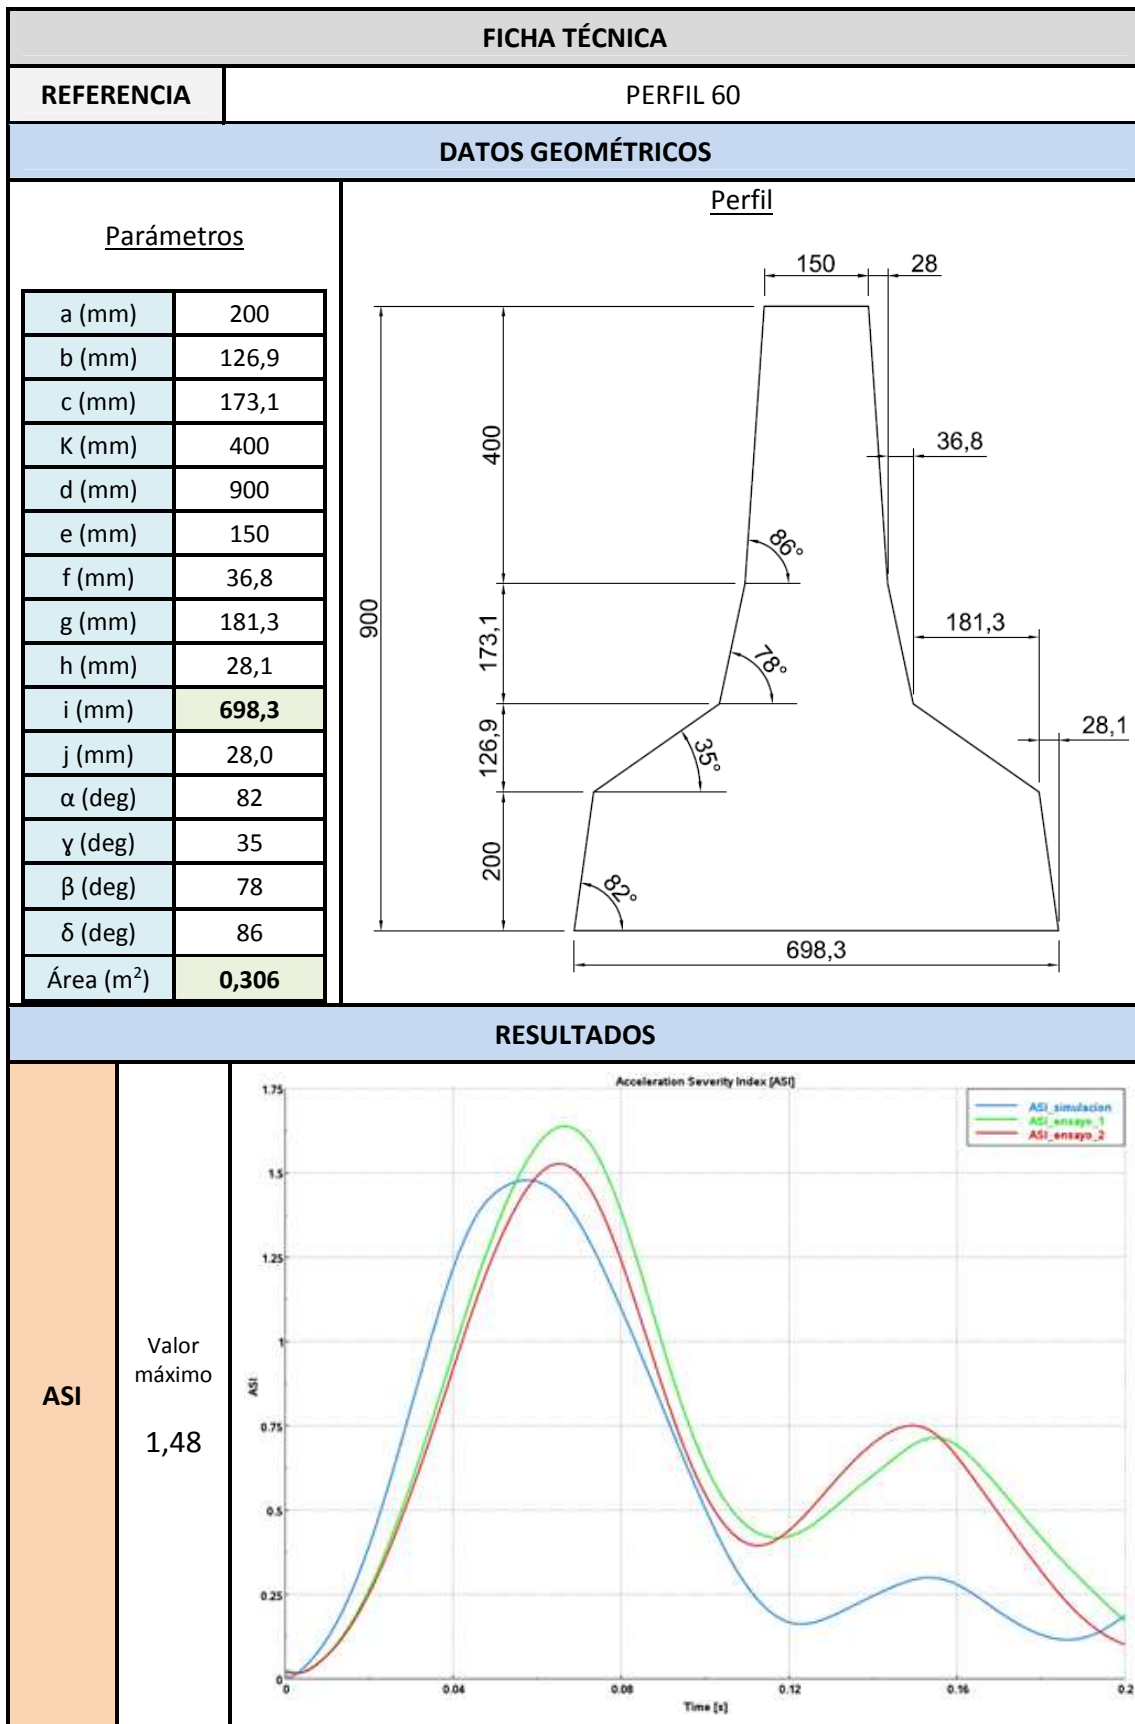 FICHA TÉCNICA
REFERENCIA PERFIL 60
DATOS GEOMÉTRICOS
Parámetros
a (mm) 200
b (mm) 126,9
c (mm) 173,1
K (mm) 400
d (mm) 900
e (mm) 150
f (mm) 36,8
g (mm) 181,3
h (mm) 28,1
i (mm) 698,3
j (mm) 28,0
α (deg) 82
ɣ (deg) 35
β (deg) 78
δ (deg) 86
Área (m²) 0,306
Perfil
150 28
400
36,8
86°
900
173,1
181,3
78°
126,9
28,1
35°
200
82°
698,3
RESULTADOS
ASI
Valor
máximo
1,48
Acceleration Severity Index [ASI]
ASI_simulacion
ASI_ensayo_1
ASI_ensayo_2
1.75
1.5
1.25
1
0.75
0.5
0.25
0
ASI
0 0.04 0.08 0.12 0.16 0.2
Time [s]